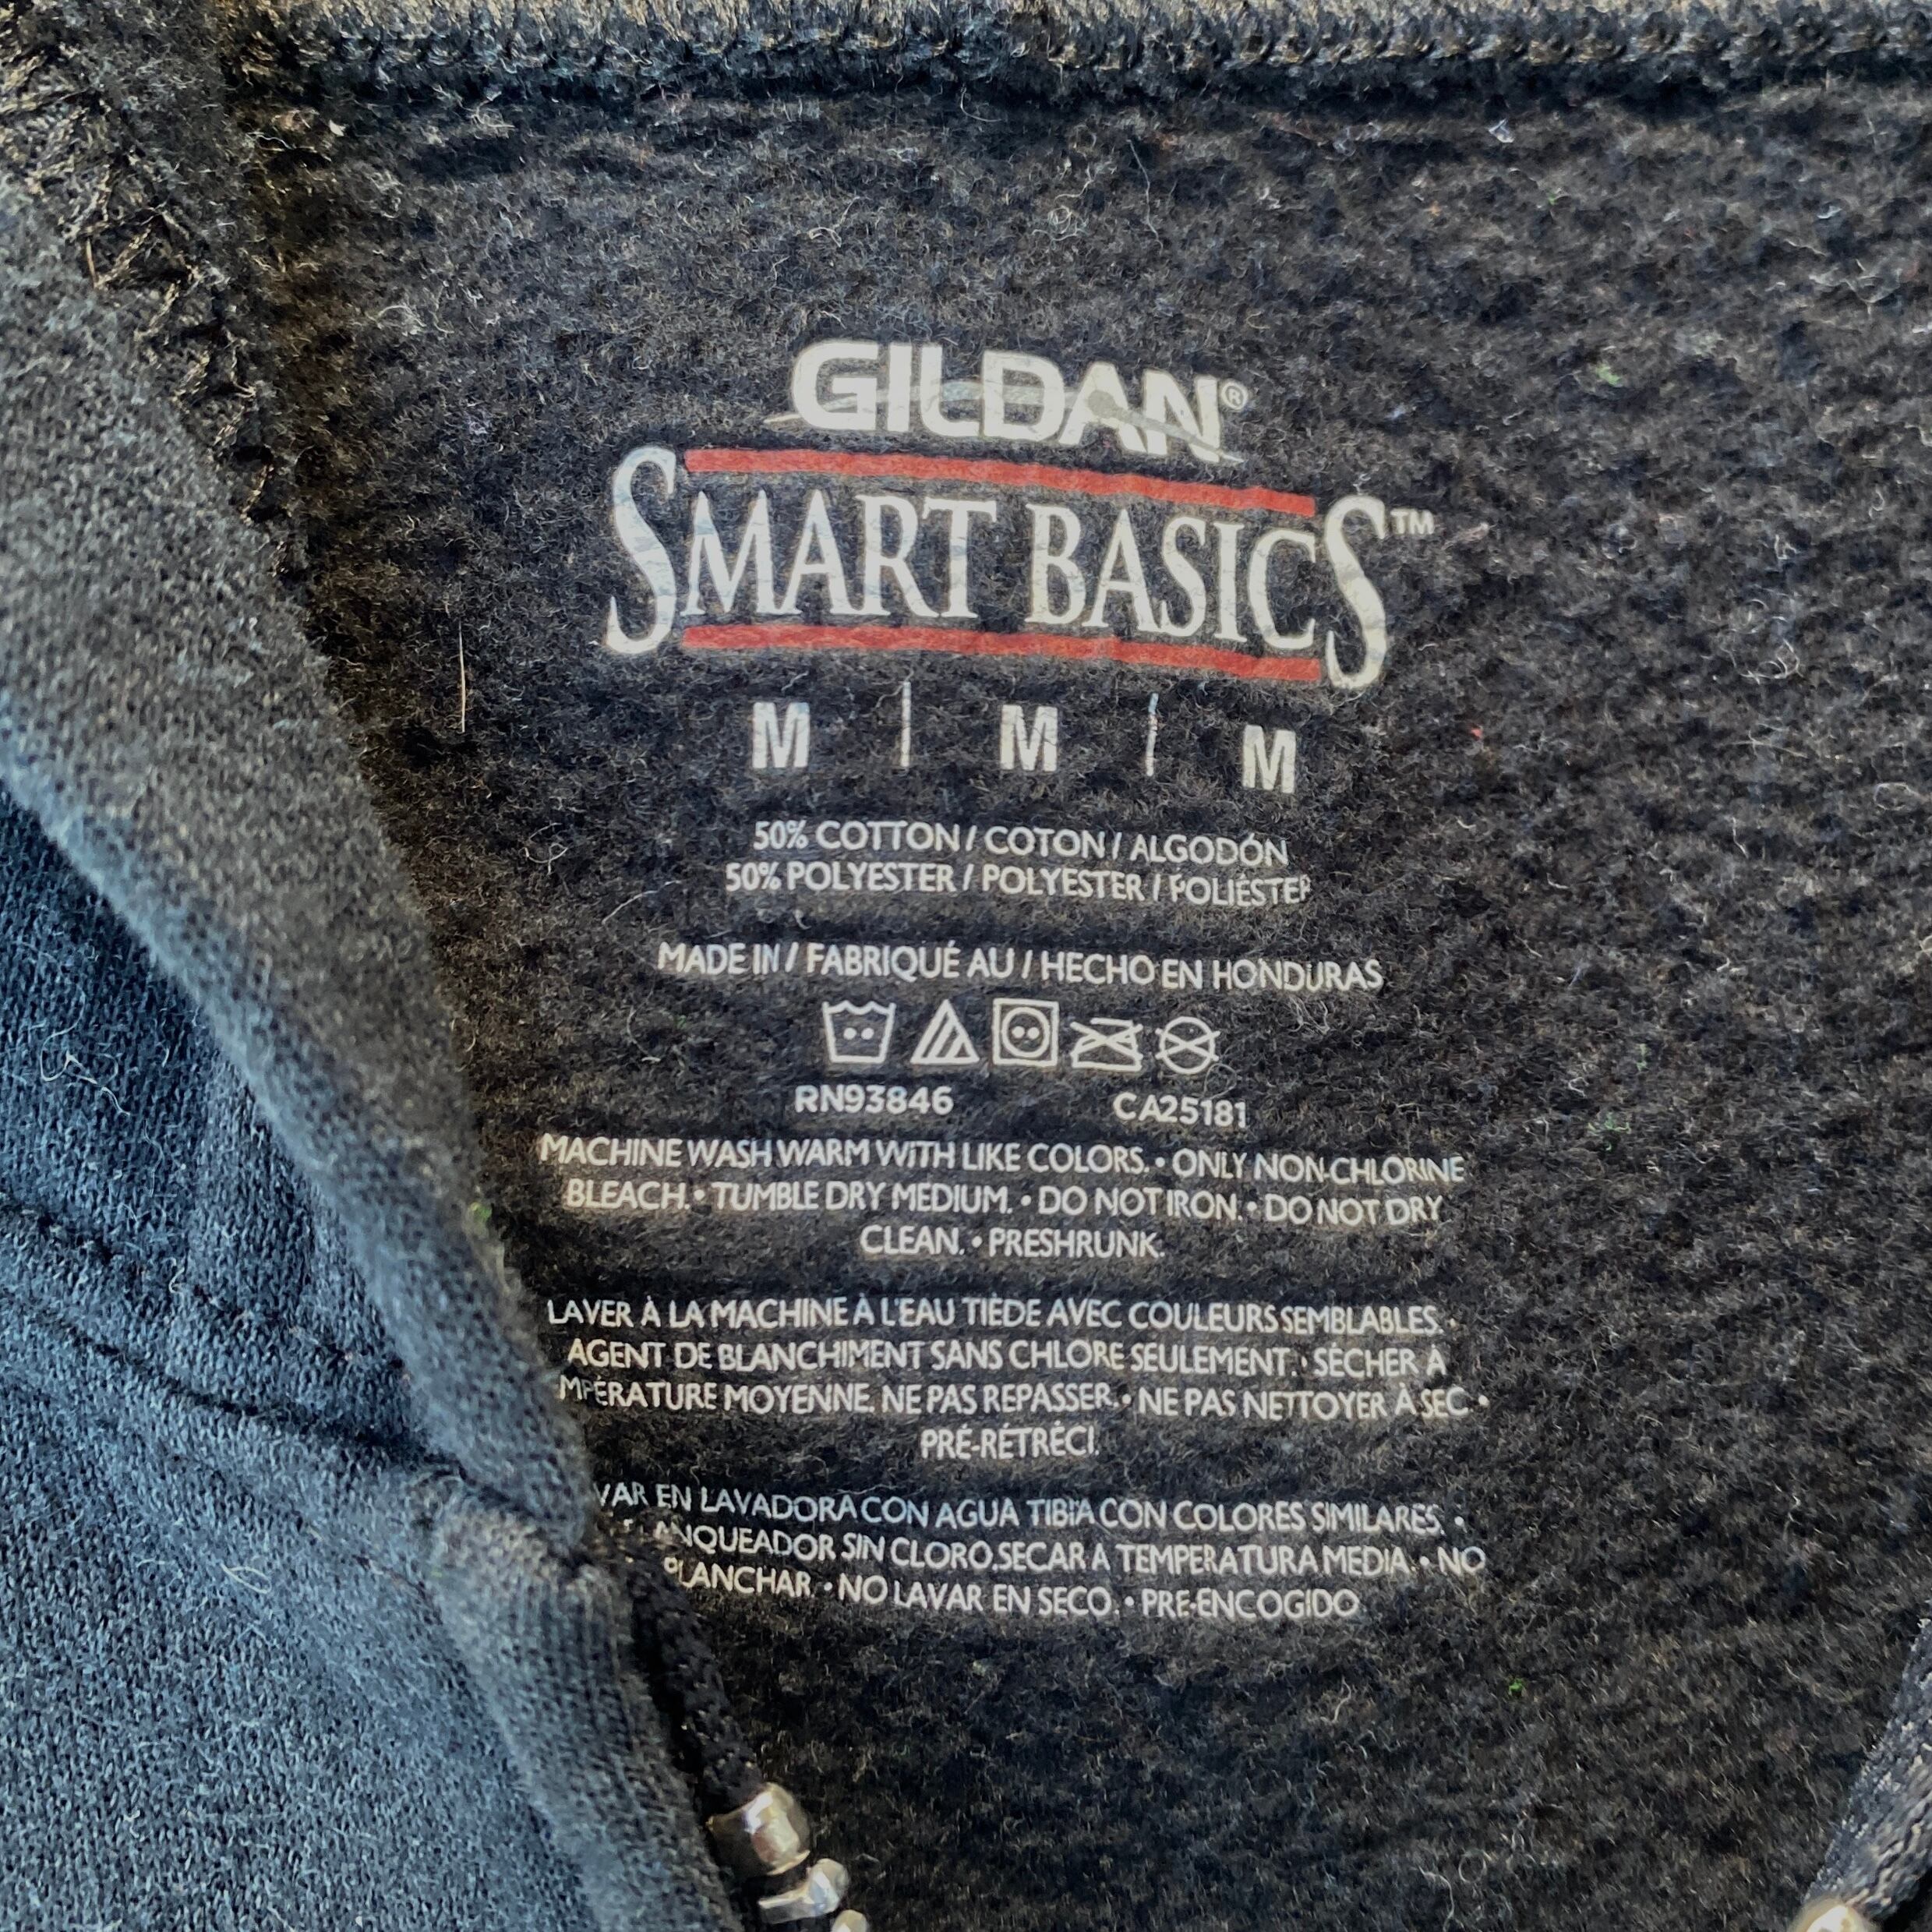 GILDAN®
SMART BASICS™
M | M | M
50% COTTON / COTON / ALGODÓN
50% POLYESTER / POLYESTER / POLIÉSTER
MADE IN / FABRIQUÉ AU / HECHO EN HONDURAS
RN93846 CA25181
MACHINE WASH WARM WITH LIKE COLORS. • ONLY NON-CHLORINE
BLEACH. • TUMBLE DRY MEDIUM. • DO NOT IRON. • DO NOT DRY
CLEAN. • PRESHRUNK.
LAVER À LA MACHINE À L'EAU TIÈDE AVEC COULEURS SEMBLABLES. •
AGENT DE BLANCHIMENT SANS CHLORE SEULEMENT. • SÉCHER À
MPÉRATURE MOYENNE. NE PAS REPASSER. • NE PAS NETTOYER À SEC. •
PRÉ-RÉTRÉCI.
VAR EN LAVADORA CON AGUA TIBIA CON COLORES SIMILARES. •
ANQUEADOR SIN CLORO. SECAR A TEMPERATURA MEDIA. • NO
PLANCHAR. • NO LAVAR EN SECO. • PRE-ENCOGIDO